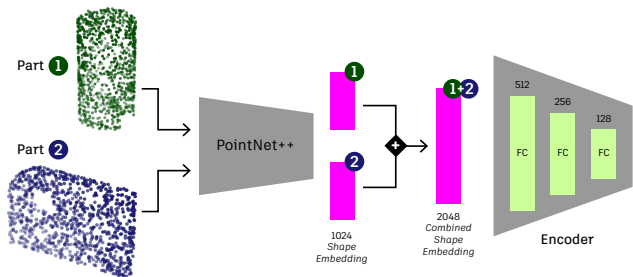 Part 1
Part 2
PointNet++
1
2
+
1024
Shape
Embedding
1+2
2048
Combined
Shape
Embedding
512
256
128
FC
FC
FC
Encoder